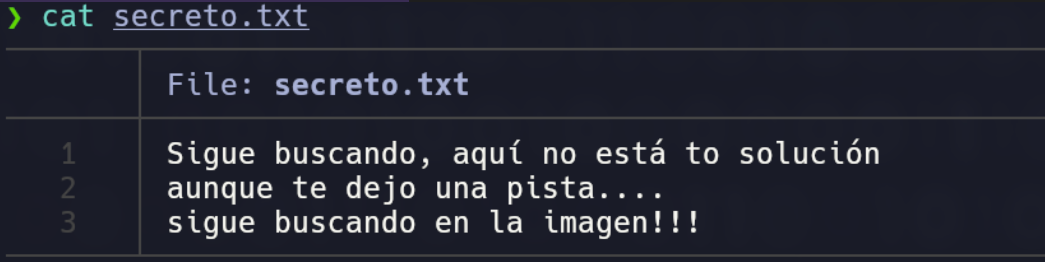 ❯ cat secreto.txt
File: secreto.txt
1 Sigue buscando, aquí no está to solución
2 aunque te dejo una pista....
3 sigue buscando en la imagen!!!